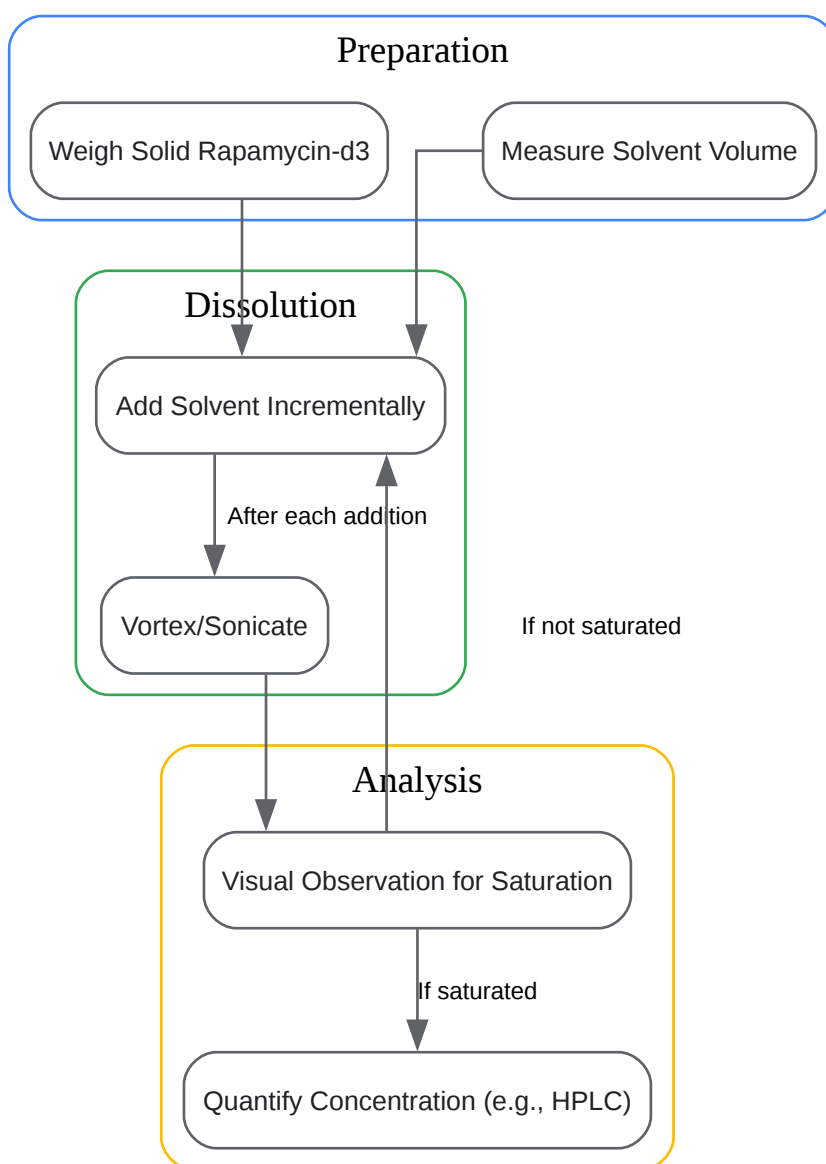 Preparation
Weigh Solid Rapamycin-d3
Measure Solvent Volume
Dissolution
Add Solvent Incrementally
After each addition
Vortex/Sonicate
If not saturated
Analysis
Visual Observation for Saturation
If saturated
Quantify Concentration (e.g., HPLC)